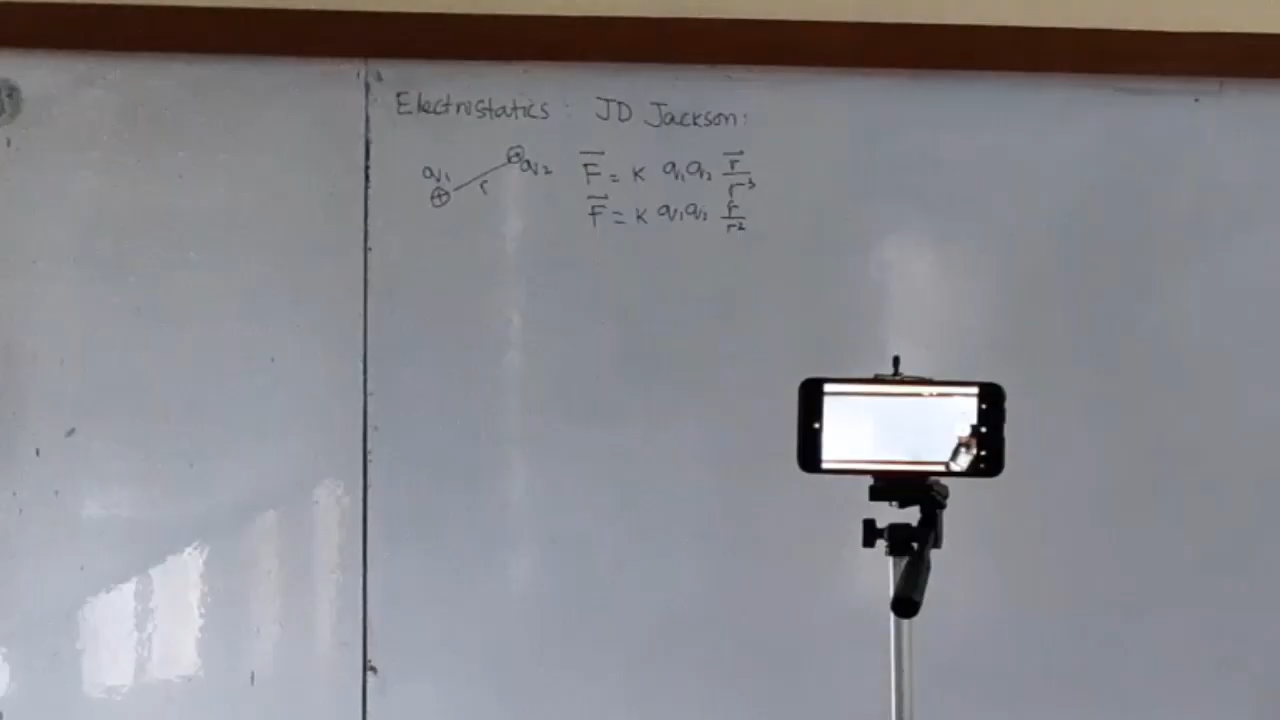 Electrostatics : JD Jackson:
q₁ q₂ r
F⃗ = K q₁q₂ r⃗/r³
F⃗ = K q₁q₂ r̂/r²